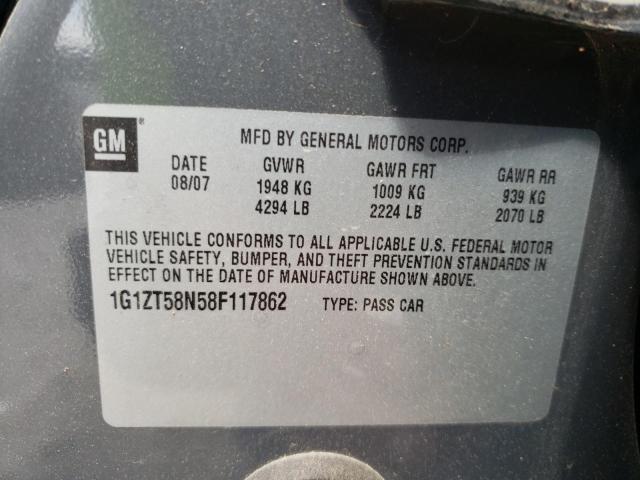 GM ®
MFD BY GENERAL MOTORS CORP.
DATE GVWR GAWR FRT GAWR RR
08/07 1948 KG 1009 KG 939 KG
4294 LB 2224 LB 2070 LB
THIS VEHICLE CONFORMS TO ALL APPLICABLE U.S. FEDERAL MOTOR
VEHICLE SAFETY, BUMPER, AND THEFT PREVENTION STANDARDS IN
EFFECT ON THE DATE OF MANUFACTURE SHOWN ABOVE.
1G1ZT58N58F117862 TYPE: PASS CAR